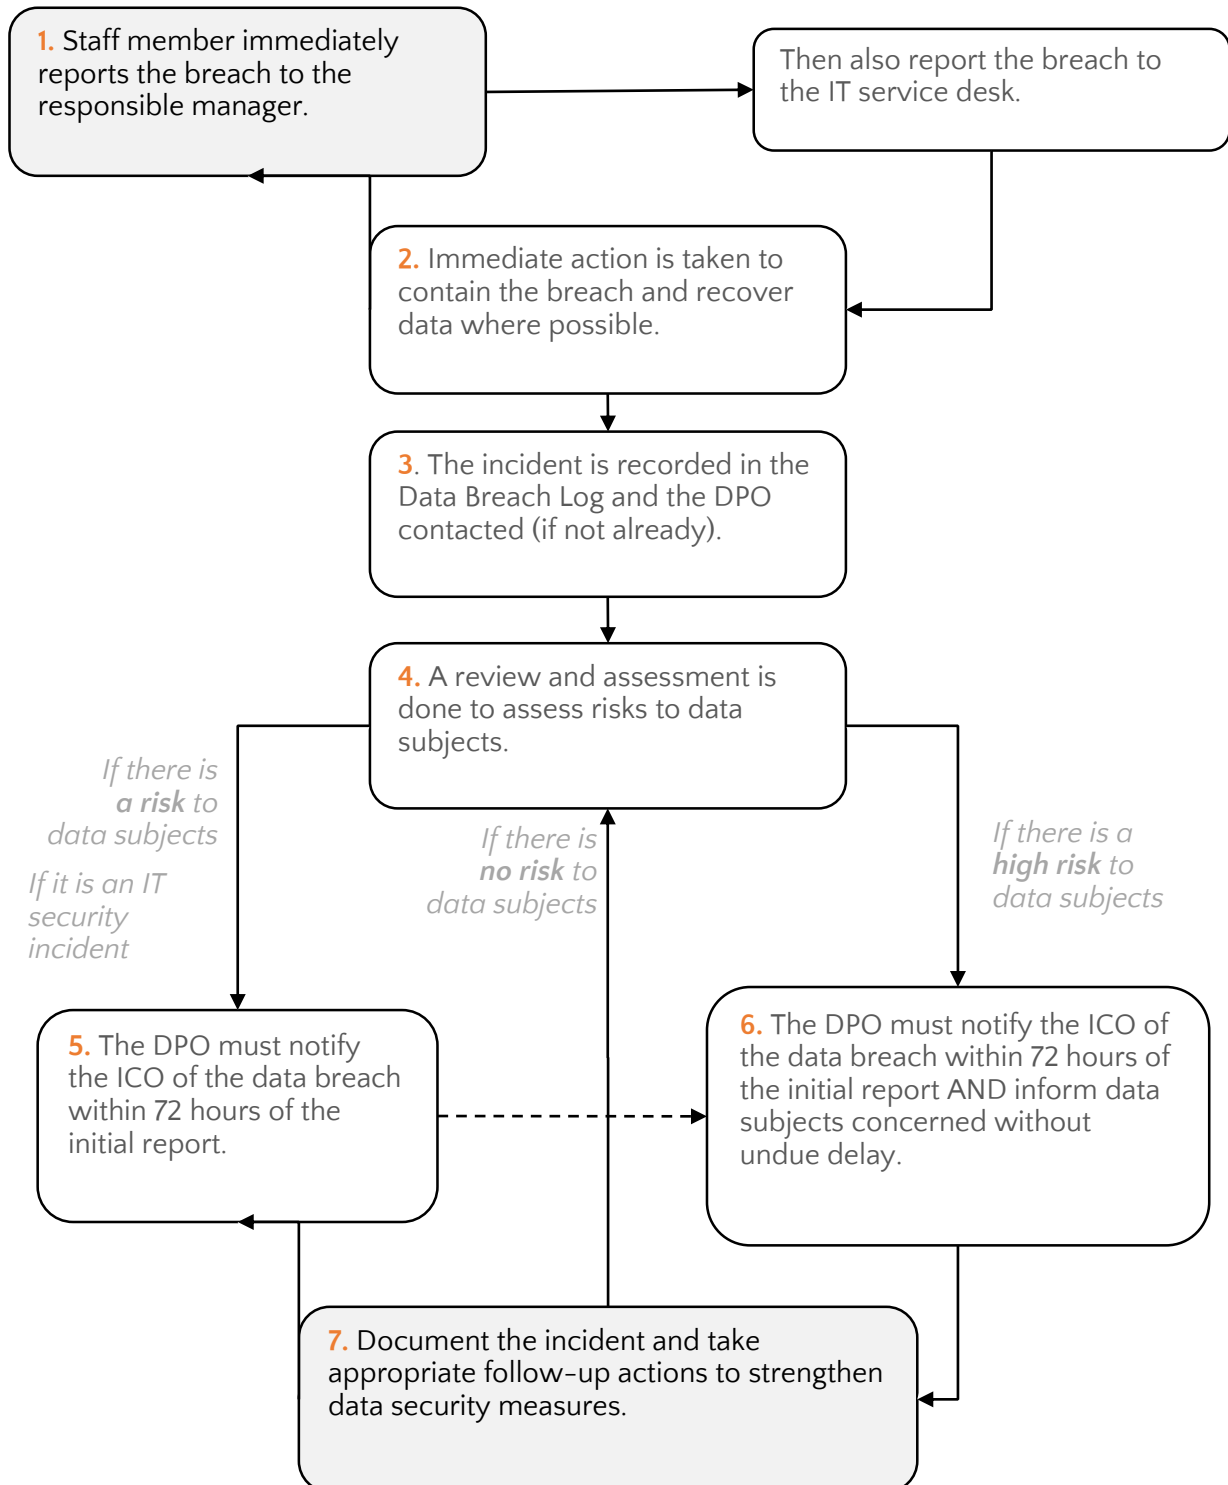 1. Staff member immediately
reports the breach to the
responsible manager.
Then also report the breach to
the IT service desk.
2. Immediate action is taken to
contain the breach and recover
data where possible.
3. The incident is recorded in the
Data Breach Log and the DPO
contacted (if not already).
4. A review and assessment is
done to assess risks to data
subjects.
If there is
a risk to
data subjects
If it is an IT
security
incident
If there is
no risk to
data subjects
If there is a
high risk to
data subjects
5. The DPO must notify
the ICO of the data breach
within 72 hours of the
initial report.
6. The DPO must notify the ICO of
the data breach within 72 hours of
the initial report AND inform data
subjects concerned without
undue delay.
7. Document the incident and take
appropriate follow-up actions to strengthen
data security measures.